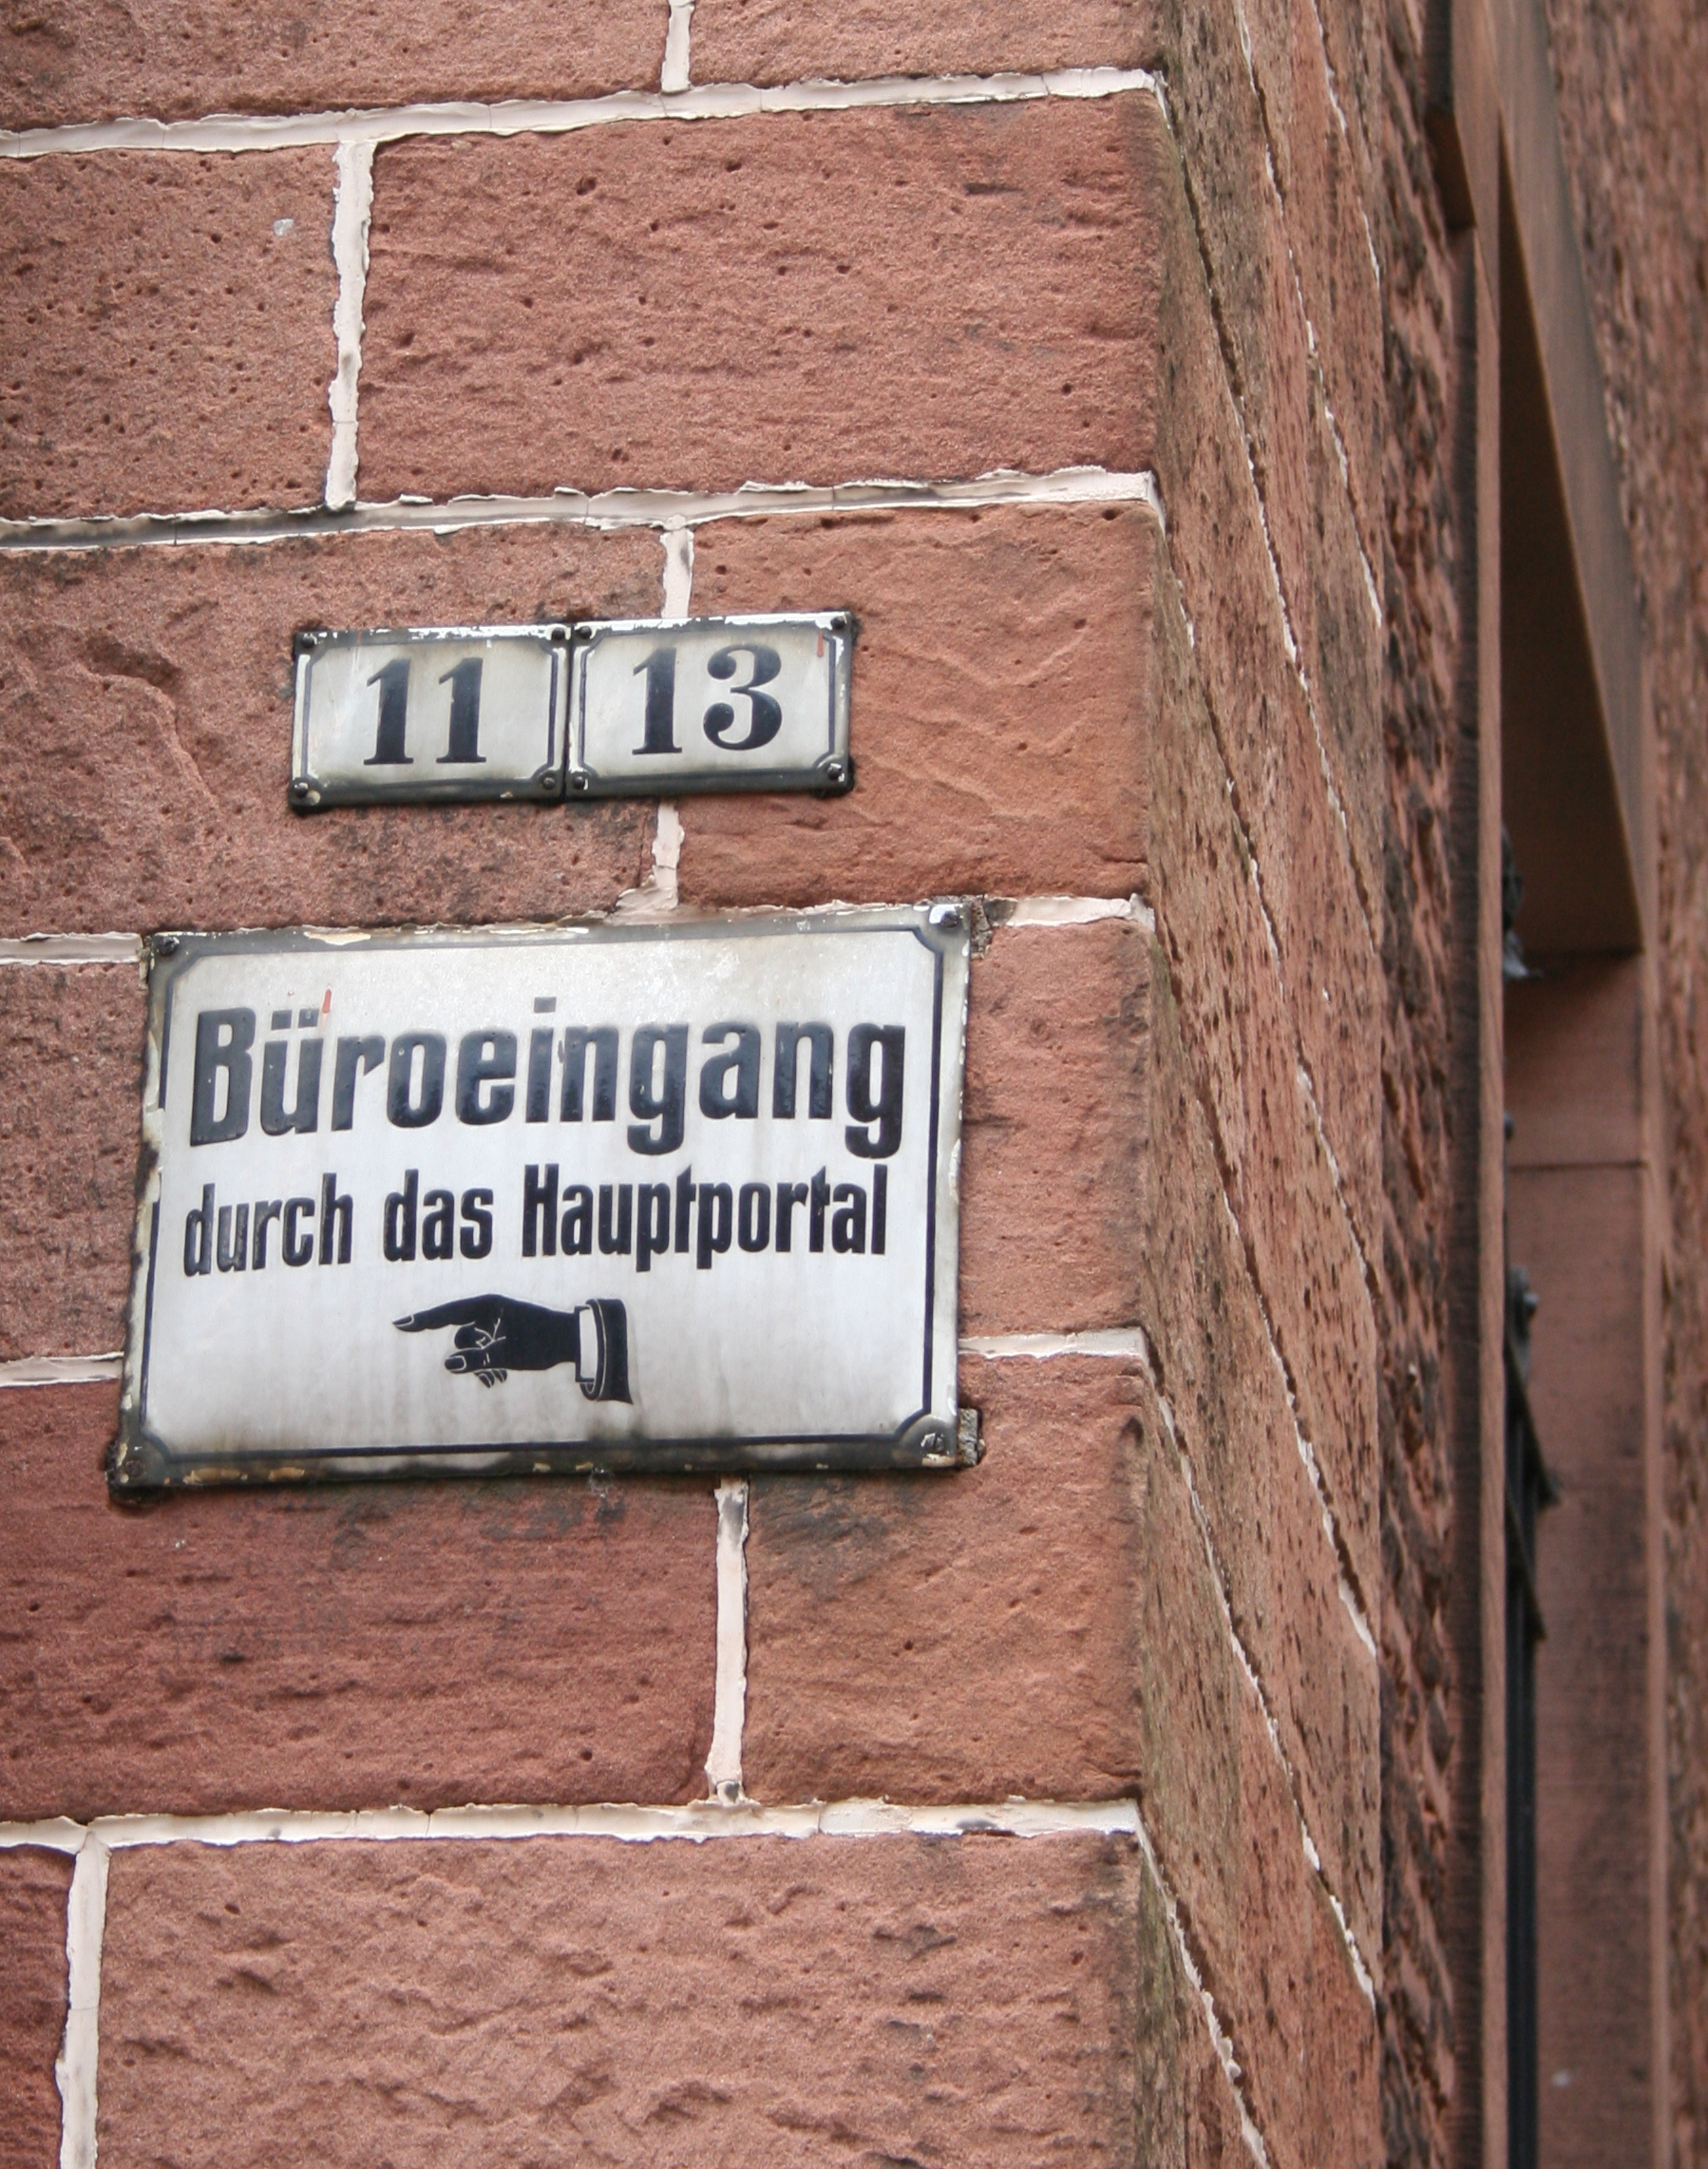 11 13
Büroeingang
durch das Hauptportal